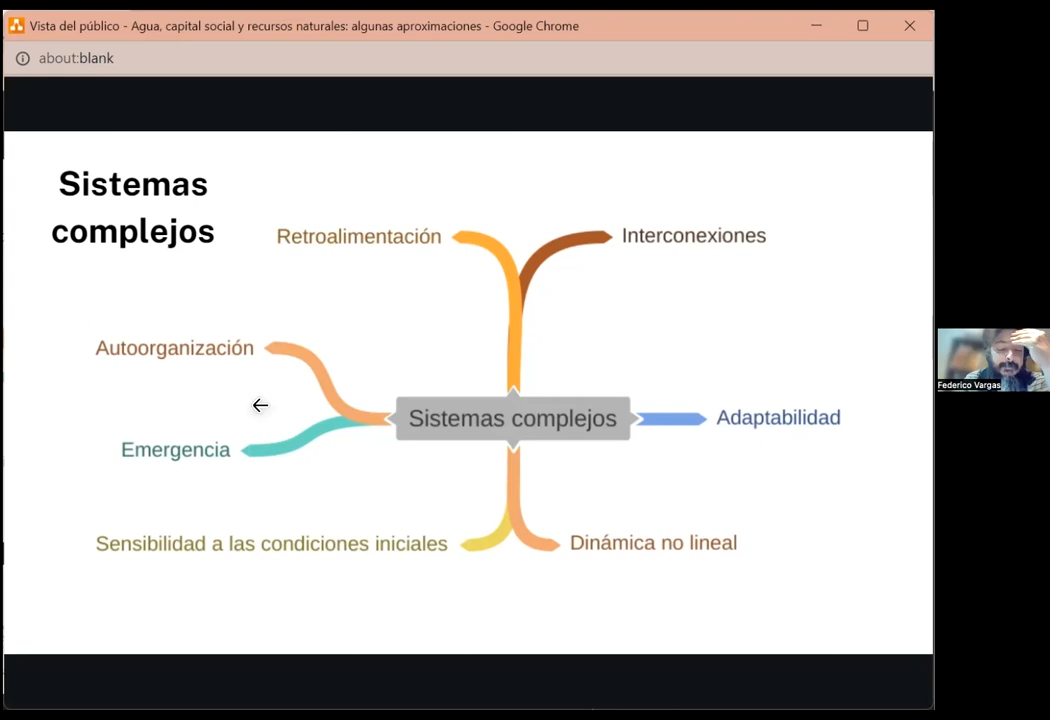 Vista del público - Agua, capital social y recursos naturales: algunas aproximaciones - Google Chrome
about:blank
Sistemas
complejos
Retroalimentación
Interconexiones
Autoorganización
Sistemas complejos
Adaptabilidad
Emergencia
Sensibilidad a las condiciones iniciales
Dinámica no lineal
Federico Vargas